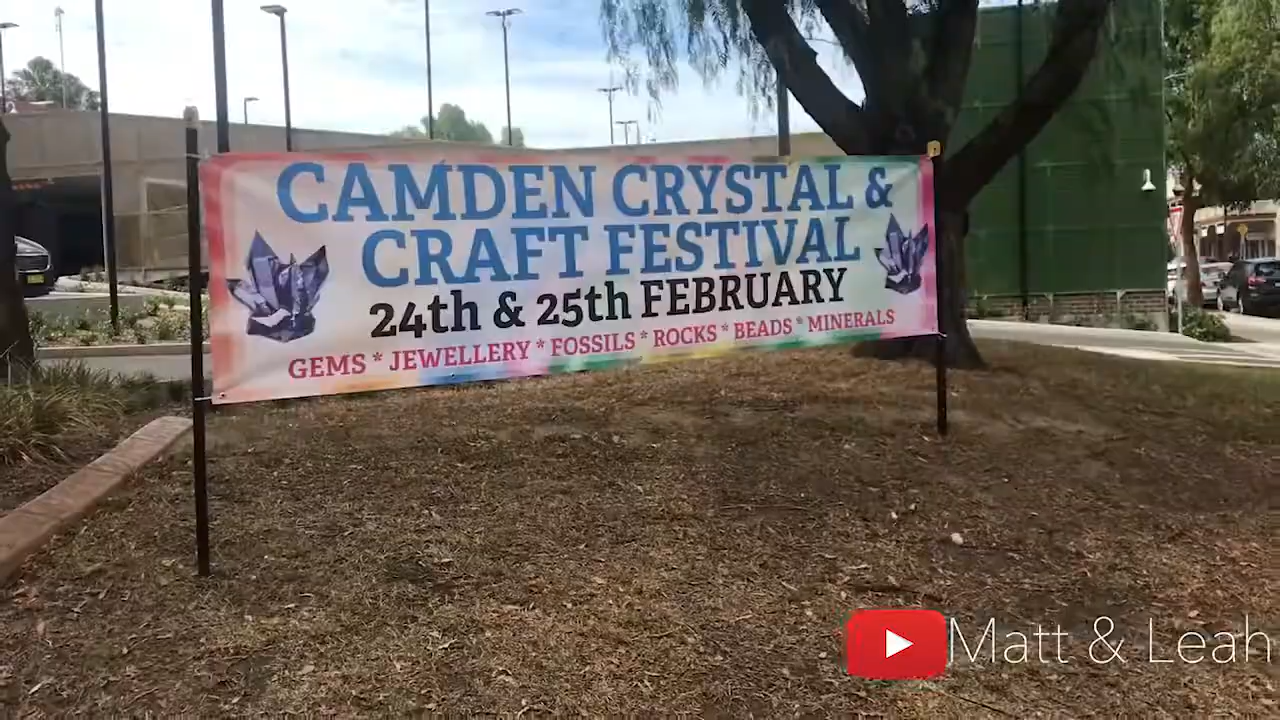 CAMDEN CRYSTAL &
CRAFT FESTIVAL
24th & 25th FEBRUARY
GEMS * JEWELLERY * FOSSILS * ROCKS * BEADS * MINERALS
Matt & Leah